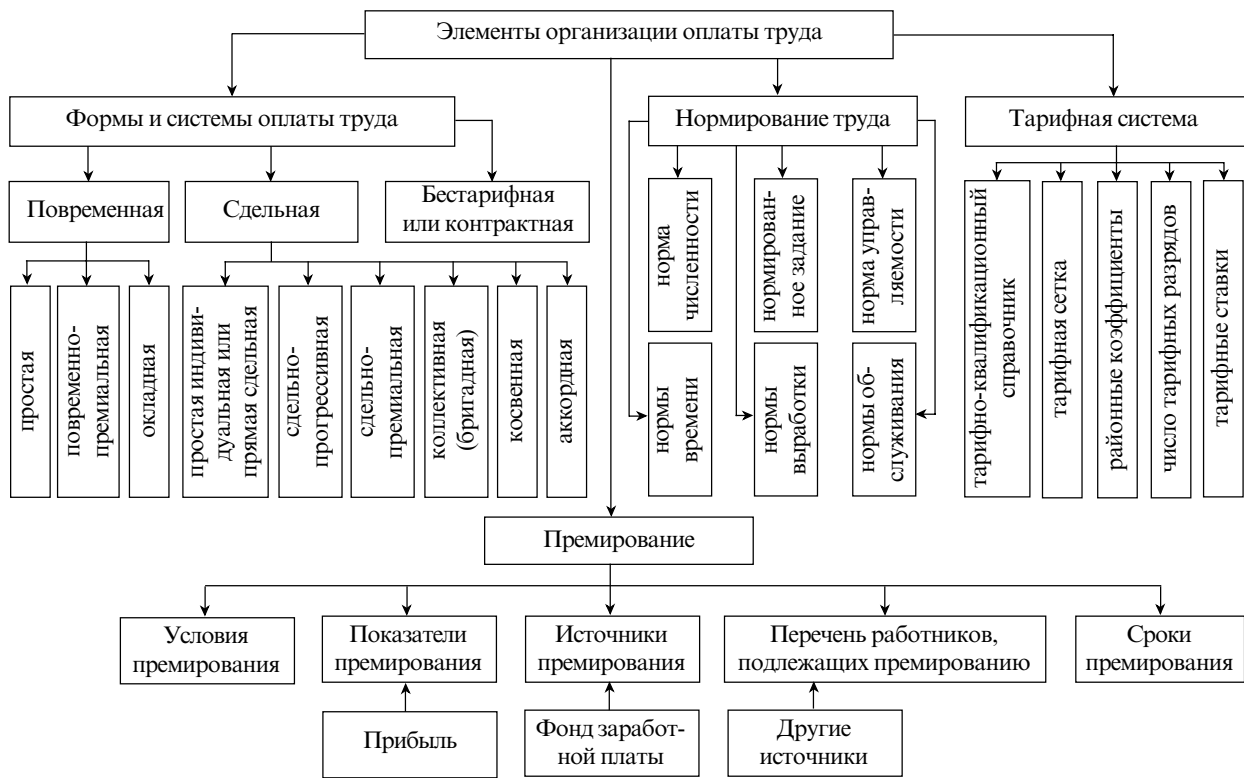 Элементы организации оплаты труда
Формы и системы оплаты труда
Нормирование труда
Тарифная система
Повременная
Сдельная
Бестарифная
или контрактная
простая
повременно-
премиальная
окладная
простая индиви-
дуальная или
прямая сдельная
сдельно-
прогрессивная
сдельно-
премиальная
коллективная
(бригадная)
косвенная
аккордная
норма
численности
нормирован-
ное задание
норма управ-
ляемости
нормы
времени
нормы
выработки
нормы об-
служивания
тарифно-квалификационный
справочник
тарифная сетка
районные коэффициенты
число тарифных разрядов
тарифные ставки
Премирование
Условия
премирования
Показатели
премирования
Источники
премирования
Перечень работников,
подлежащих премированию
Сроки
премирования
Прибыль
Фонд заработ-
ной платы
Другие
источники